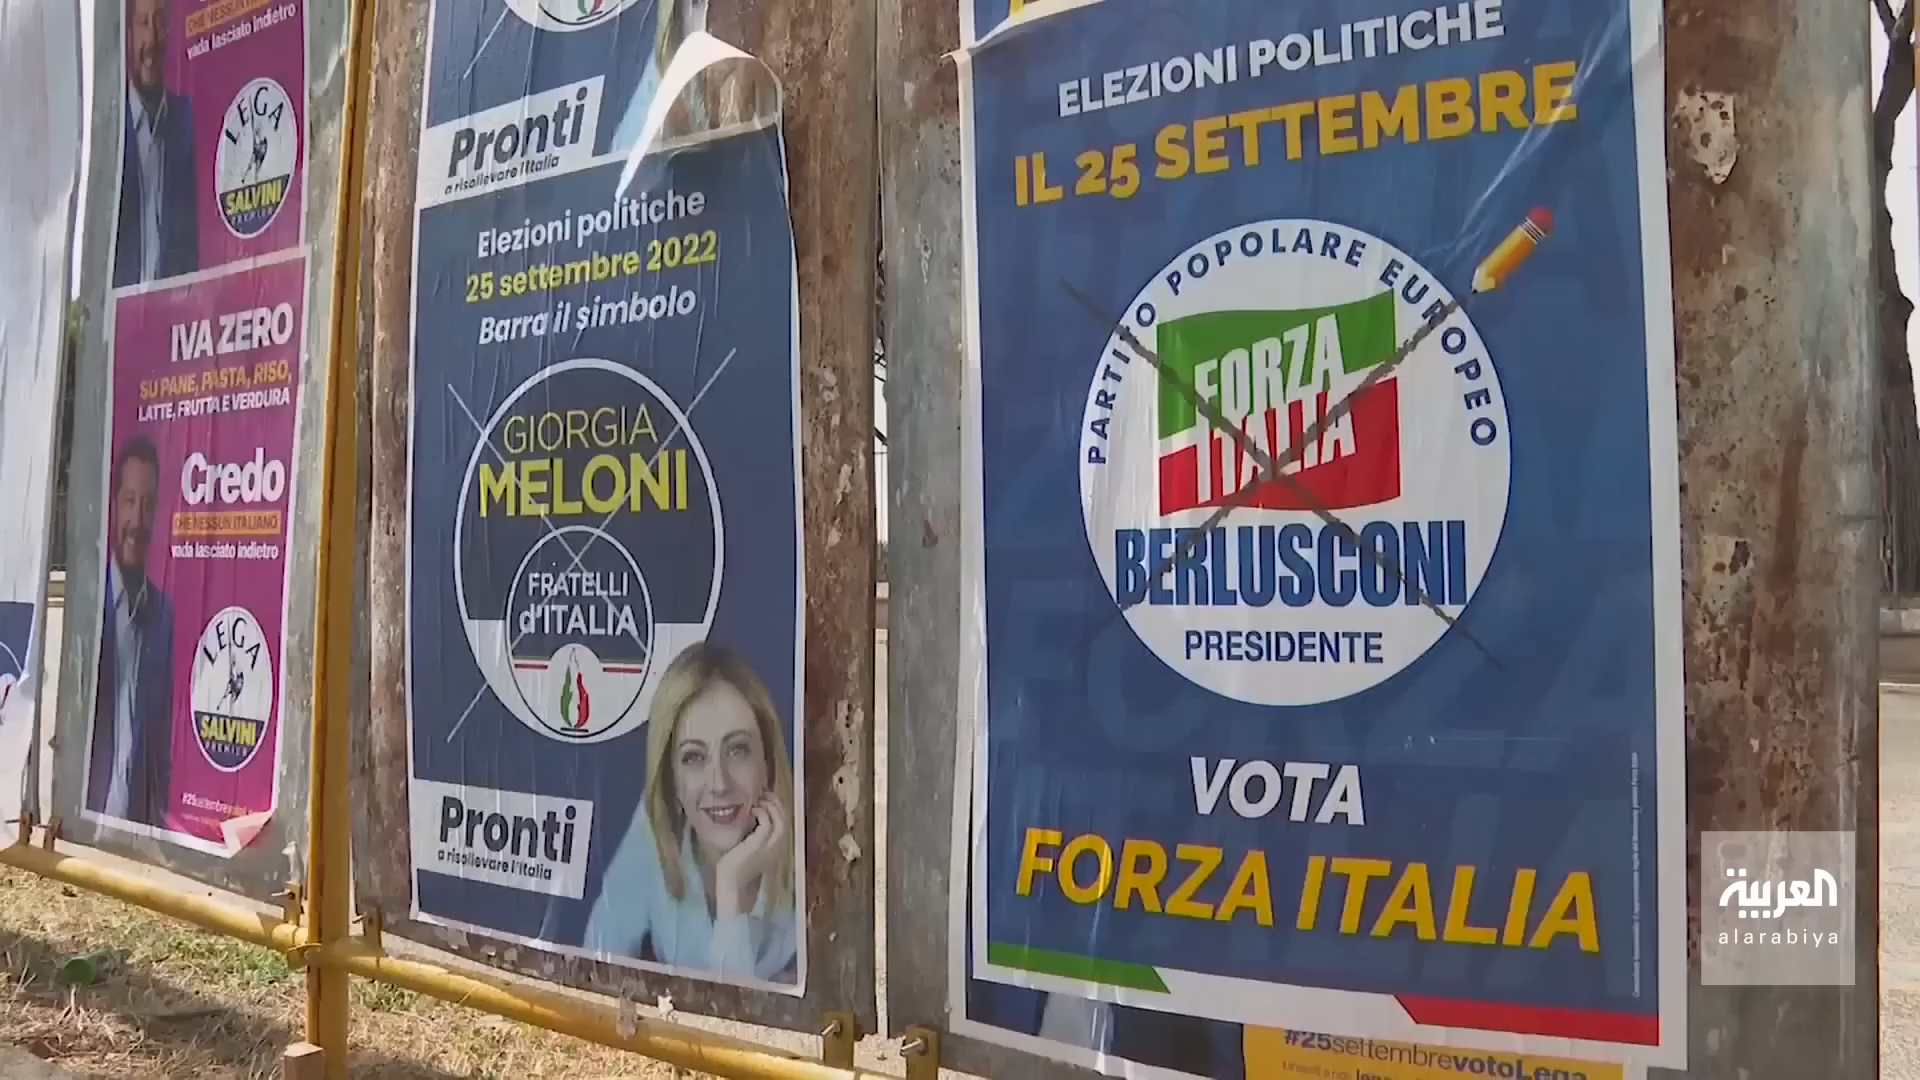 CHE NESSUN
vada lasciato indietro
LEGA
SALVINI
PREMIER
IVA ZERO
SU PANE, PASTA, RISO,
LATTE, FRUTTA E VERDURA
Credo
CHE NESSUN ITALIANO
vada lasciato indietro
LEGA
SALVINI
PREMIER
Pronti
a risollevare l'Italia
Elezioni politiche
25 settembre 2022
Barra il simbolo
GIORGIA
MELONI
FRATELLI
d'ITALIA
Pronti
a risollevare l'Italia
ELEZIONI POLITICHE
IL 25 SETTEMBRE
PARTITO POPOLARE EUROPEO
FORZA
ITALIA
BERLUSCONI
PRESIDENTE
VOTA
FORZA ITALIA
#25settembrevotoLega
العربية
alarabiya